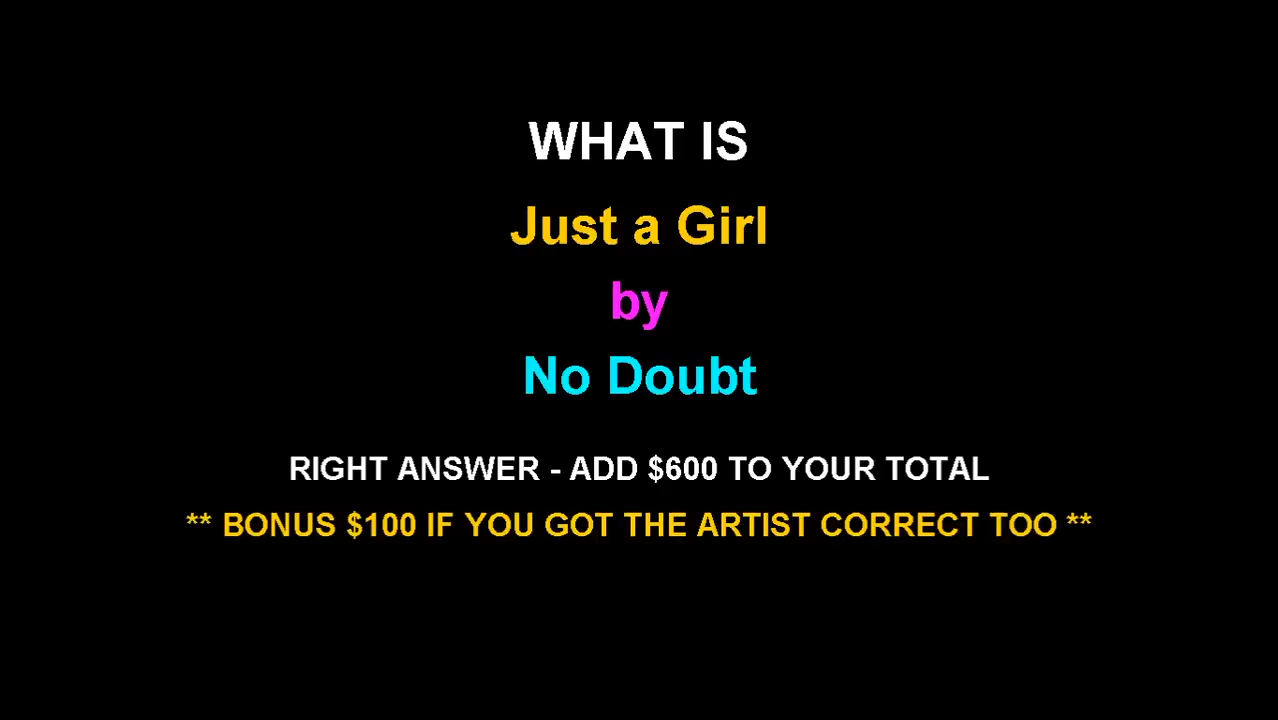 WHAT IS
Just a Girl
by
No Doubt
RIGHT ANSWER - ADD $600 TO YOUR TOTAL
** BONUS $100 IF YOU GOT THE ARTIST CORRECT TOO **